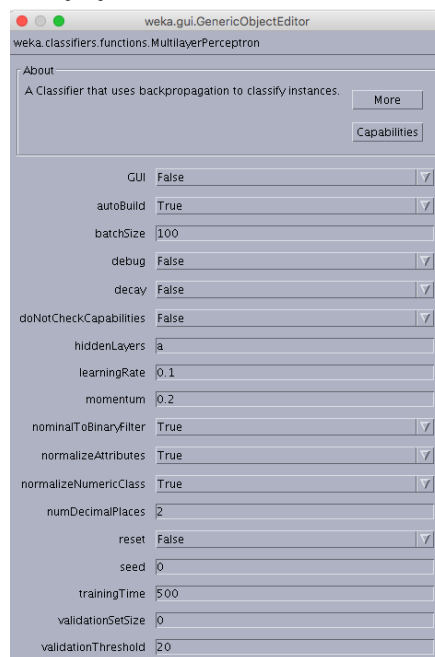 weka.gui.GenericObjectEditor
weka.classifiers.functions.MultilayerPerceptron
About
A Classifier that uses backpropagation to classify instances.
More
Capabilities
GUI False
autoBuild True
batchSize 100
debug False
decay False
doNotCheckCapabilities False
hiddenLayers a
learningRate 0.1
momentum 0.2
nominalToBinaryFilter True
normalizeAttributes True
normalizeNumericClass True
numDecimalPlaces 2
reset False
seed 0
trainingTime 500
validationSetSize 0
validationThreshold 20